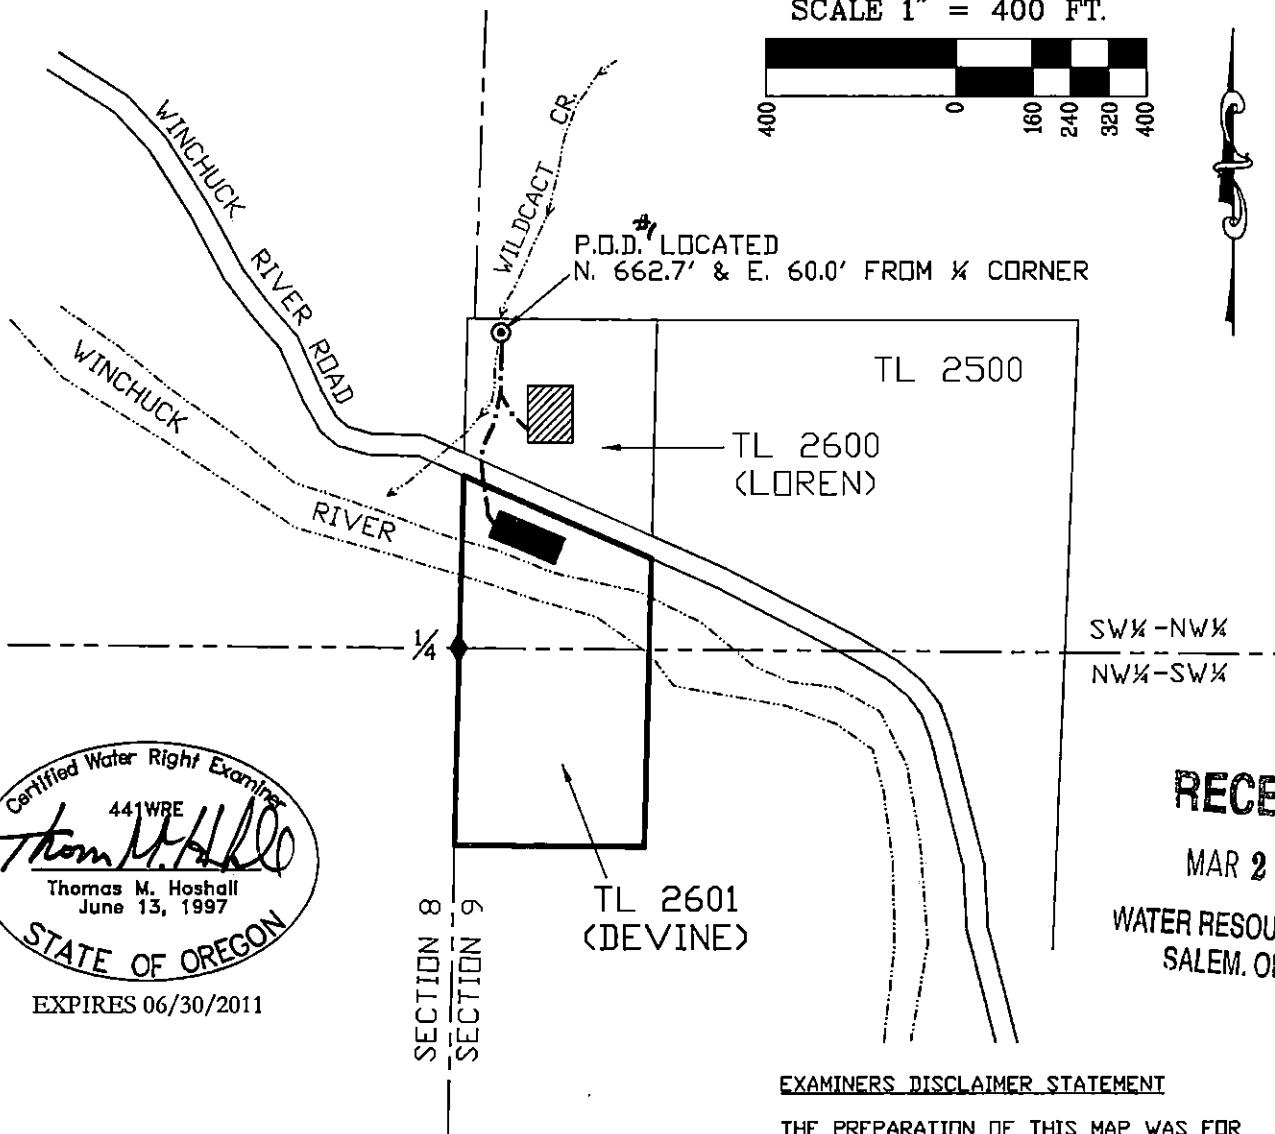 SCALE 1" = 400 FT.
400 0 160 240 320 400
WINCHUCK RIVER ROAD
WILDCACT CR.
P.O.D. #1 LOCATED
N. 662.7' & E. 60.0' FROM ¼ CORNER
TL 2500
WINCHUCK RIVER
TL 2600
(LOREN)
1/4
SW¼-NW¼
NW¼-SW¼
Certified Water Right Examiner
441WRE
Thom M. Hoshall
Thomas M. Hoshall
June 13, 1997
STATE OF OREGON
EXPIRES 06/30/2011
TL 2601
(DEVINE)
SECTION 8
SECTION 9
RECE
MAR 2
WATER RESOU
SALEM, O
EXAMINERS DISCLAIMER STATEMENT
THE PREPARATION OF THIS MAP WAS FOR